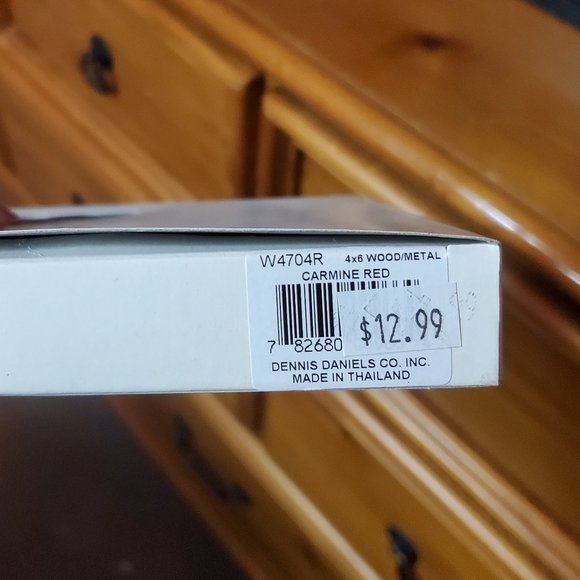 W4704R 4x6 WOOD/METAL
CARMINE RED
7 82680
$12.99
DENNIS DANIELS CO. INC.
MADE IN THAILAND